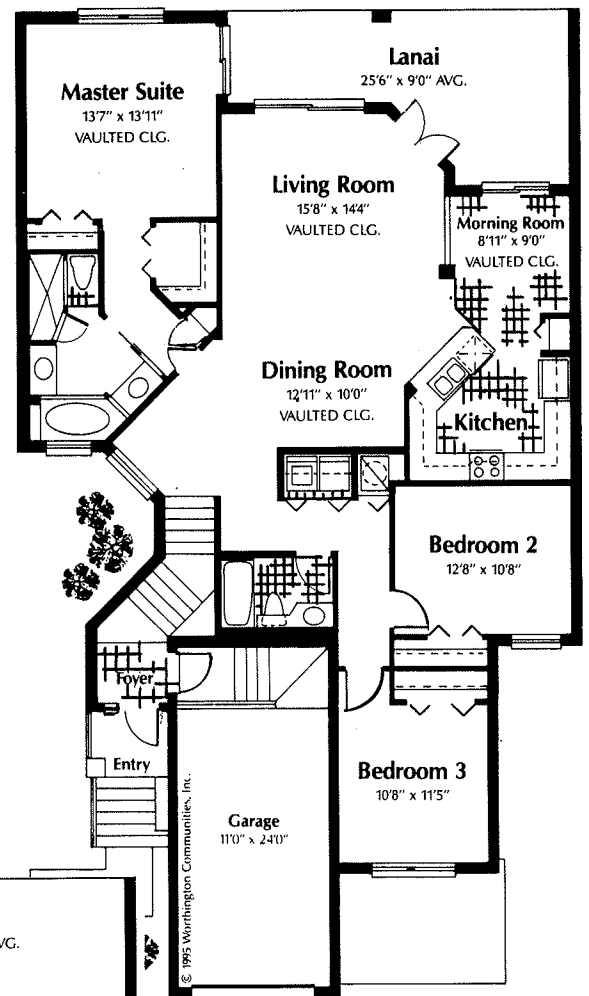 Lanai
25'6" x 9'0" AVG.
Master Suite
13'7" x 13'11"
VAULTED CLG.
Living Room
15'8" x 14'4"
VAULTED CLG.
Morning Room
8'11" x 9'0"
VAULTED CLG.
Dining Room
12'11" x 10'0"
VAULTED CLG.
Kitchen
Bedroom 2
12'8" x 10'8"
Foyer
Entry
Bedroom 3
10'8" x 11'5"
Garage
11'0" x 24'0"
© 1995 Worthington Communities, Inc.
VG.